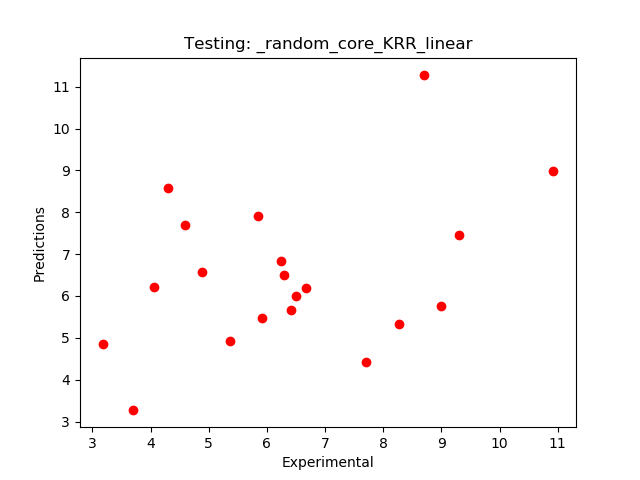 Testing: _random_core_KRR_linear
11
10
9
8
7
6
5
4
3
Predictions
3 4 5 6 7 8 9 10 11
Experimental